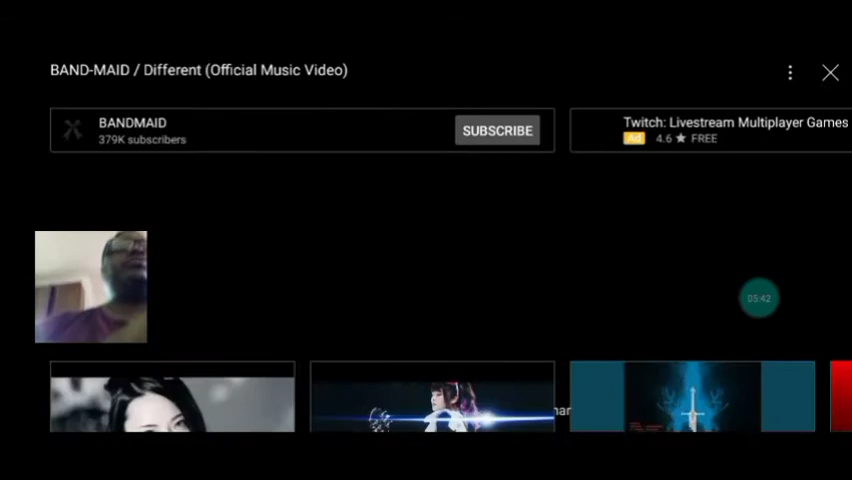 BAND-MAID / Different (Official Music Video)
BANDMAID
379K subscribers
SUBSCRIBE
Twitch: Livestream Multiplayer Games
Ad 4.6 ★ FREE
05:42